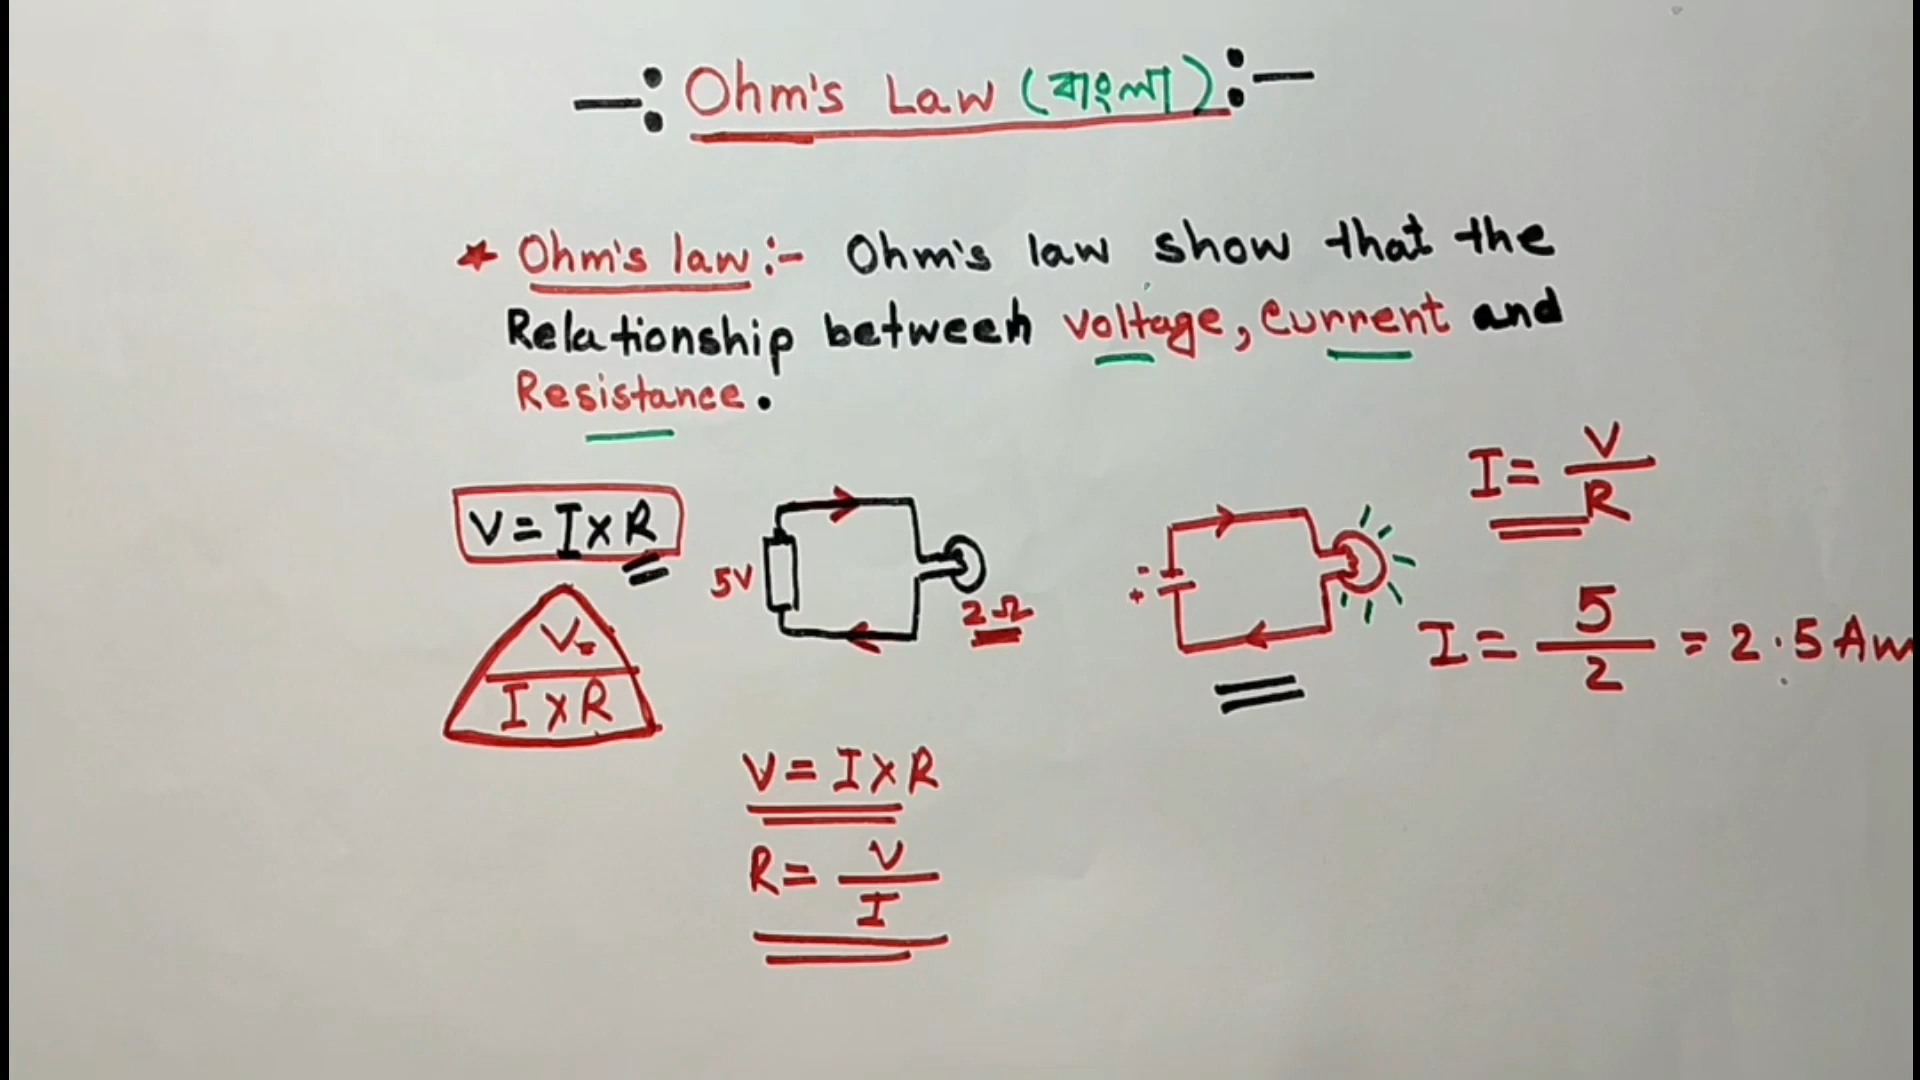 —: Ohm's Law (বাংলা) :—
* Ohm's law :- Ohm's law show that the
Relationship between voltage, Current and
Resistance.
V = I x R
V =
I x R
5V
2Ω
-
+
I = V / R
I = 5 / 2 = 2.5 Am
V = I x R
R = V / I